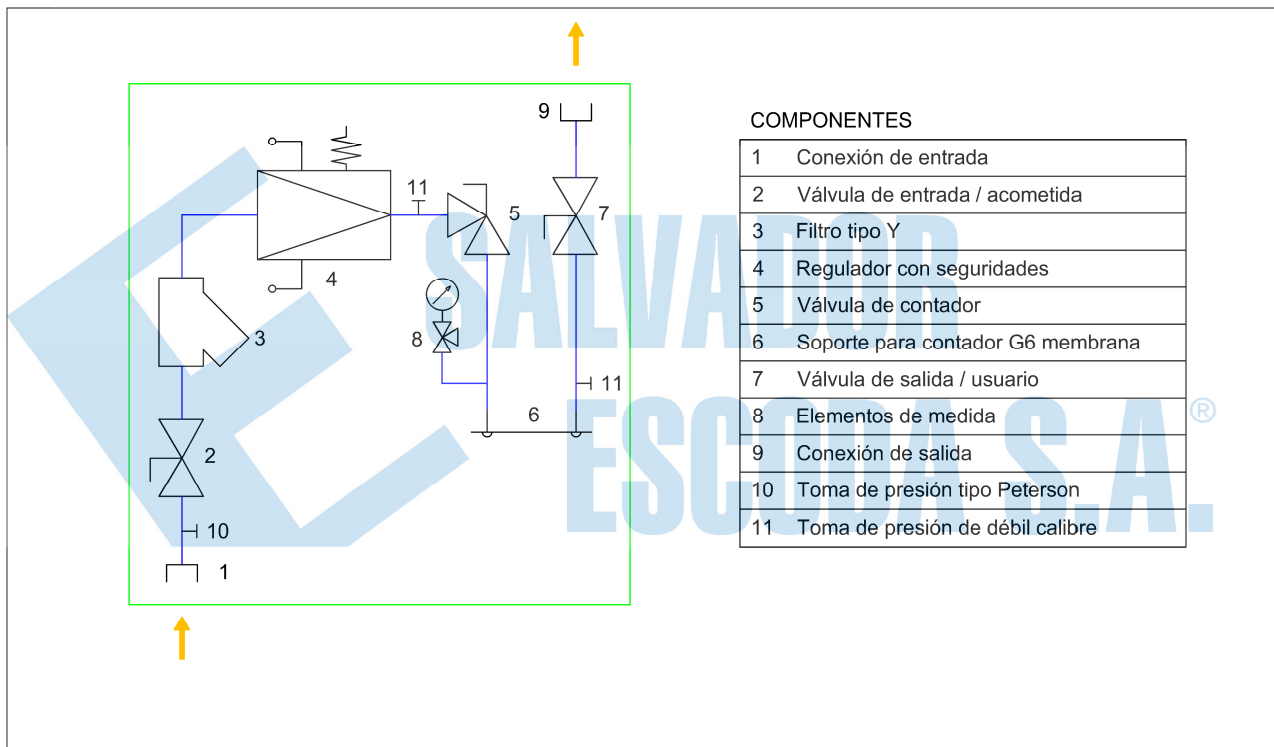 9
11
5
7
4
3
8
11
6
2
10
1
COMPONENTES
1 Conexión de entrada
2 Válvula de entrada / acometida
3 Filtro tipo Y
4 Regulador con seguridades
5 Válvula de contador
6 Soporte para contador G6 membrana
7 Válvula de salida / usuario
8 Elementos de medida
9 Conexión de salida
10 Toma de presión tipo Peterson
11 Toma de presión de débil calibre
SALVADOR
ESCODA S.A.®